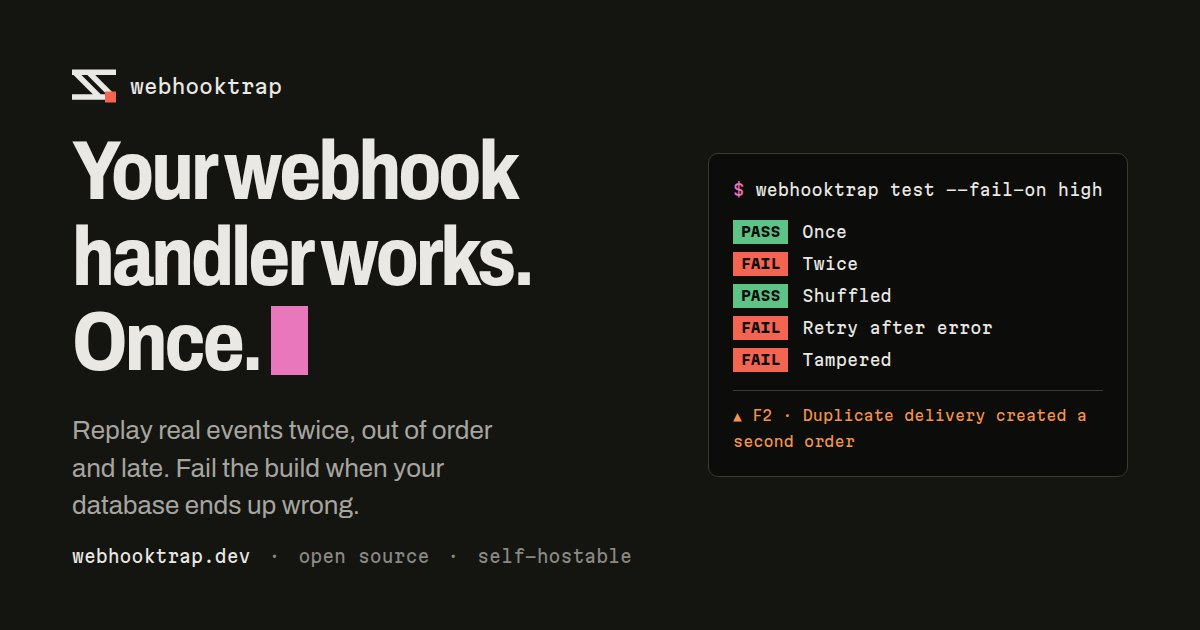 webhooktrap
Your webhook
handler works.
Once.
Replay real events twice, out of order
and late. Fail the build when your
database ends up wrong.
webhooktrap.dev · open source · self-hostable
$ webhooktrap test --fail-on high
PASS Once
FAIL Twice
PASS Shuffled
FAIL Retry after error
FAIL Tampered
▲ F2 · Duplicate delivery created a
second order